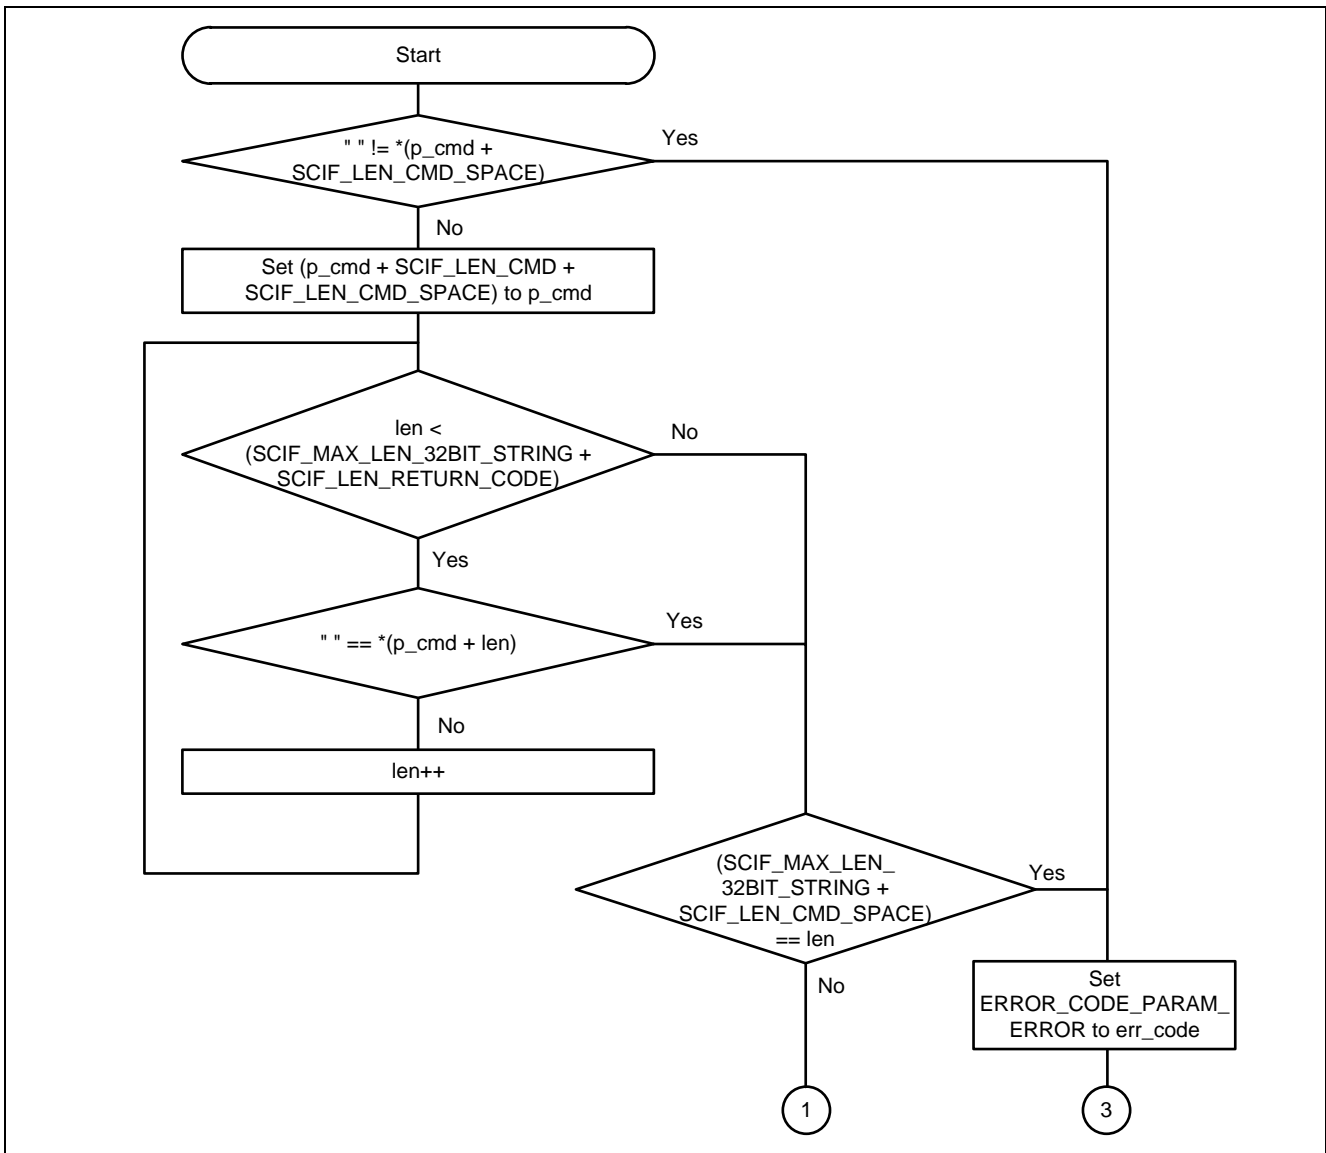 Start
" " != *(p_cmd +
SCIF_LEN_CMD_SPACE)
Yes
No
Set (p_cmd + SCIF_LEN_CMD +
SCIF_LEN_CMD_SPACE) to p_cmd
len <
(SCIF_MAX_LEN_32BIT_STRING +
SCIF_LEN_RETURN_CODE)
No
Yes
" " == *(p_cmd + len)
Yes
No
len++
(SCIF_MAX_LEN_
32BIT_STRING +
SCIF_LEN_CMD_SPACE)
== len
Yes
No
Set
ERROR_CODE_PARAM_
ERROR to err_code
1
3